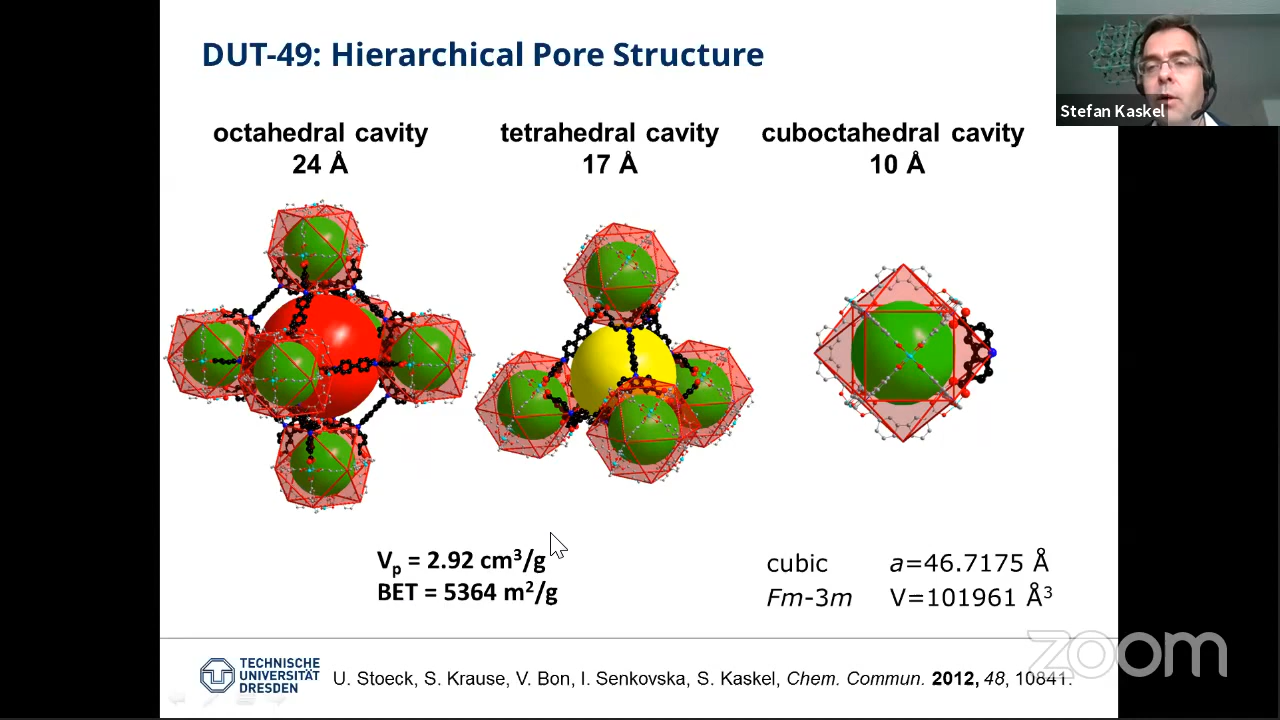 DUT-49: Hierarchical Pore Structure
Stefan Kaskel
octahedral cavity
24 Å
tetrahedral cavity
17 Å
cuboctahedral cavity
10 Å
Vₚ = 2.92 cm³/g
BET = 5364 m²/g
cubic a=46.7175 Å
Fm-3m V=101961 Å³
zoom
TECHNISCHE
UNIVERSITÄT
DRESDEN
U. Stoeck, S. Krause, V. Bon, I. Senkovska, S. Kaskel, Chem. Commun. 2012, 48, 10841.